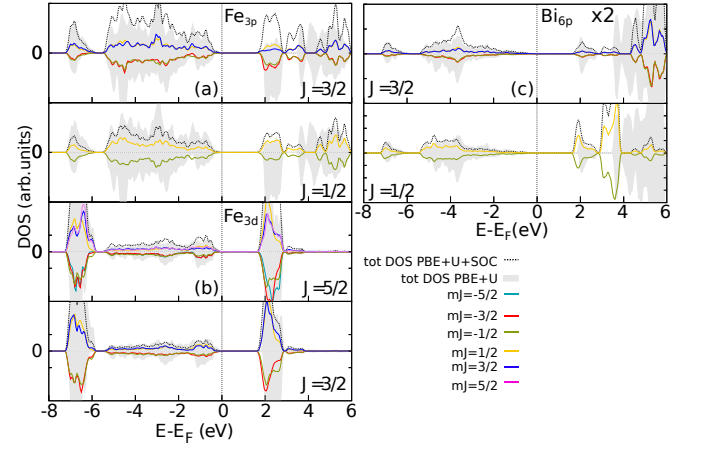 Fe3p
0
(a)
J=3/2
0
J=1/2
DOS (arb.units)
Fe3d
0
(b)
J=5/2
0
J=3/2
-8 -6 -4 -2 0 2 4 6
E-EF (eV)
Bi6p x2
J=3/2
(c)
J=1/2
-8 -6 -4 -2 0 2 4 6
E-EF(eV)
tot DOS PBE+U+SOC
tot DOS PBE+U
mJ=-5/2
mJ=-3/2
mJ=-1/2
mJ=1/2
mJ=3/2
mJ=5/2